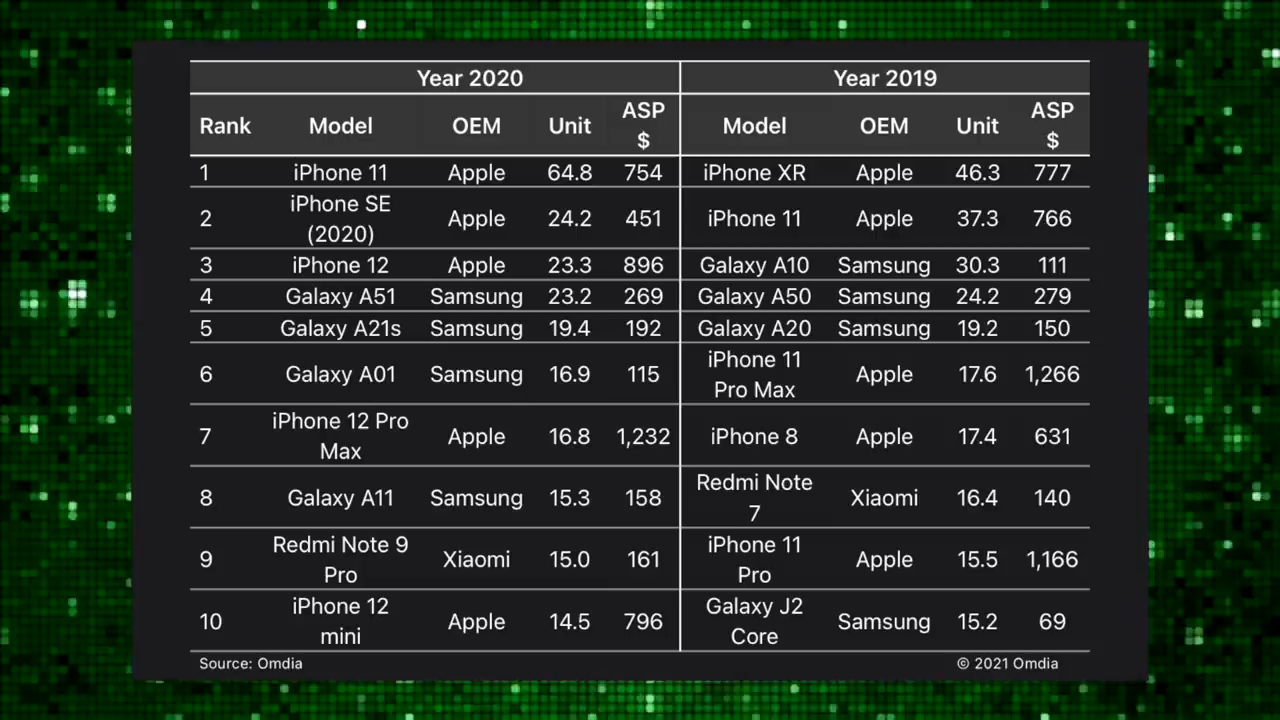 Year 2020 Year 2019
Rank Model OEM Unit ASP $ Model OEM Unit ASP $
1 iPhone 11 Apple 64.8 754 iPhone XR Apple 46.3 777
2 iPhone SE (2020) Apple 24.2 451 iPhone 11 Apple 37.3 766
3 iPhone 12 Apple 23.3 896 Galaxy A10 Samsung 30.3 111
4 Galaxy A51 Samsung 23.2 269 Galaxy A50 Samsung 24.2 279
5 Galaxy A21s Samsung 19.4 192 Galaxy A20 Samsung 19.2 150
6 Galaxy A01 Samsung 16.9 115 iPhone 11 Pro Max Apple 17.6 1,266
7 iPhone 12 Pro Max Apple 16.8 1,232 iPhone 8 Apple 17.4 631
8 Galaxy A11 Samsung 15.3 158 Redmi Note 7 Xiaomi 16.4 140
9 Redmi Note 9 Pro Xiaomi 15.0 161 iPhone 11 Pro Apple 15.5 1,166
10 iPhone 12 mini Apple 14.5 796 Galaxy J2 Core Samsung 15.2 69
Source: Omdia © 2021 Omdia